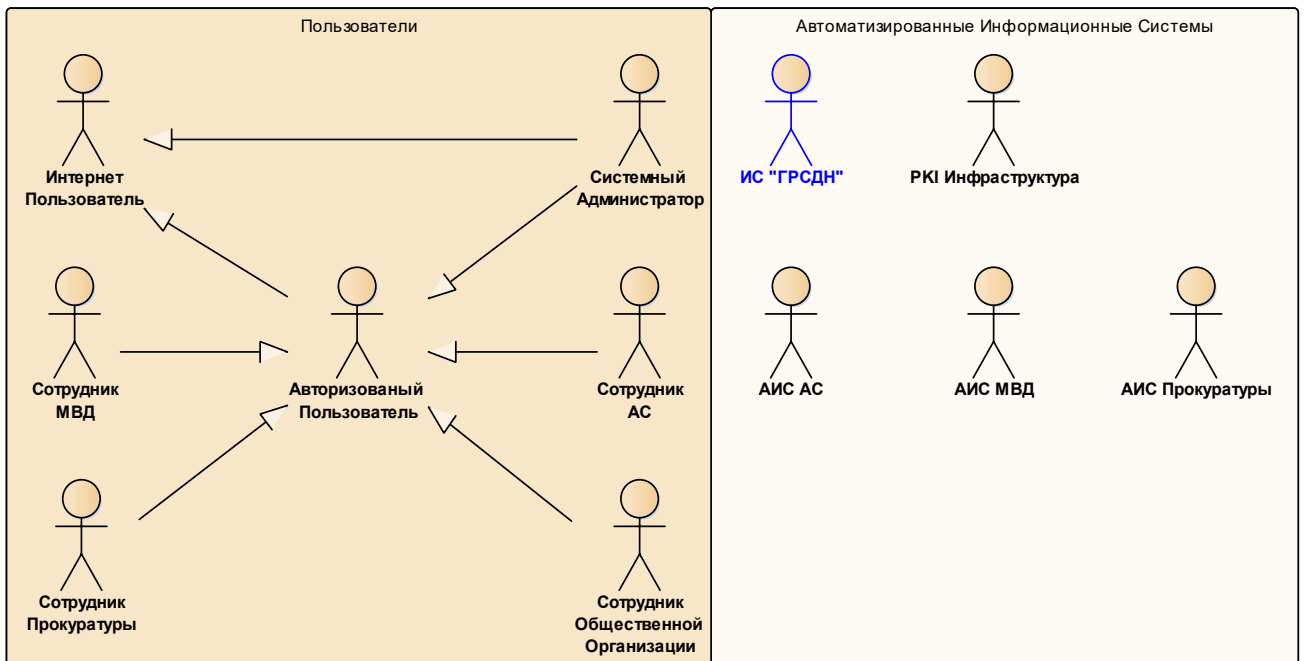 Пользователи
Автоматизированные Информационные Системы
Интернет
Пользователь
Системный
Администратор
ИС "ГРСДН"
PKI Инфраструктура
Сотрудник
МВД
Авторизованый
Пользователь
Сотрудник
АС
АИС АС
АИС МВД
АИС Прокуратуры
Сотрудник
Прокуратуры
Сотрудник
Общественной
Организации